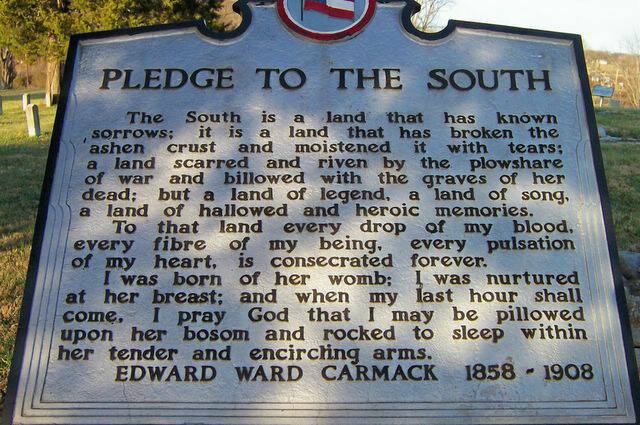 PLEDGE TO THE SOUTH
The South is a land that has known
sorrows; it is a land that has broken the
ashen crust and moistened it with tears;
a land scarred and riven by the plowshare
of war and billowed with the graves of her
dead; but a land of legend, a land of song,
a land of hallowed and heroic memories.
To that land every drop of my blood,
every fibre of my being, every pulsation
of my heart, is consecrated forever.
I was born of her womb; I was nurtured
at her breast; and when my last hour shall
come, I pray God that I may be pillowed
upon her bosom and rocked to sleep within
her tender and encircling arms.
EDWARD WARD CARMACK 1858 - 1908